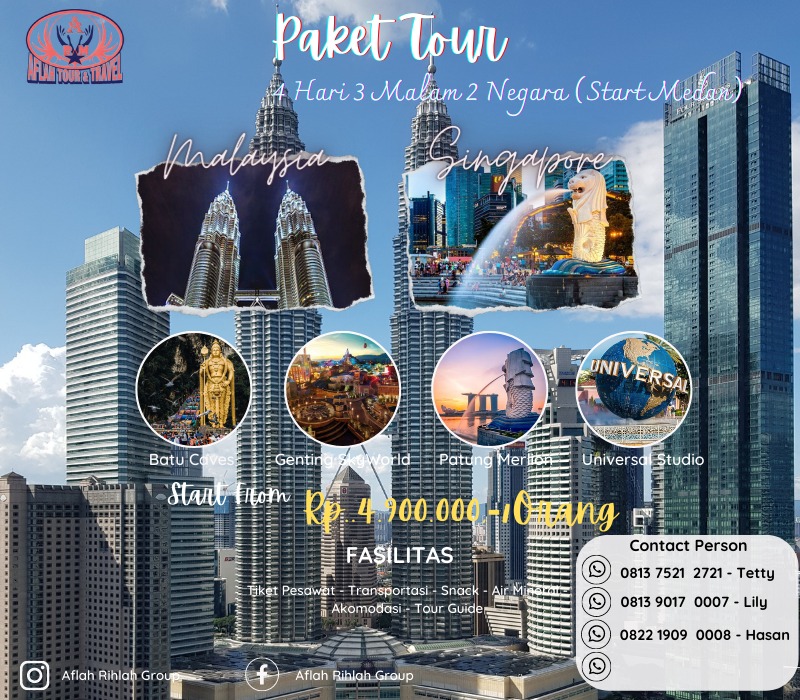 AFLAH TOUR & TRAVEL
Paket Tour
4 Hari 3 Malam 2 Negara (Start Medan)
Malaysia
Singapore
UNIVERSAL
Batu Caves
Genting SkyWorld
Patung Merlion
Universal Studio
Start From
Rp. 4.900.000-/Orang
FASILITAS
Tiket Pesawat - Transportasi - Snack - Air Mineral -
Akomodasi - Tour Guide
Contact Person
0813 7521 2721 - Tetty
0813 9017 0007 - Lily
0822 1909 0008 - Hasan
Aflah Rihlah Group
Aflah Rihlah Group